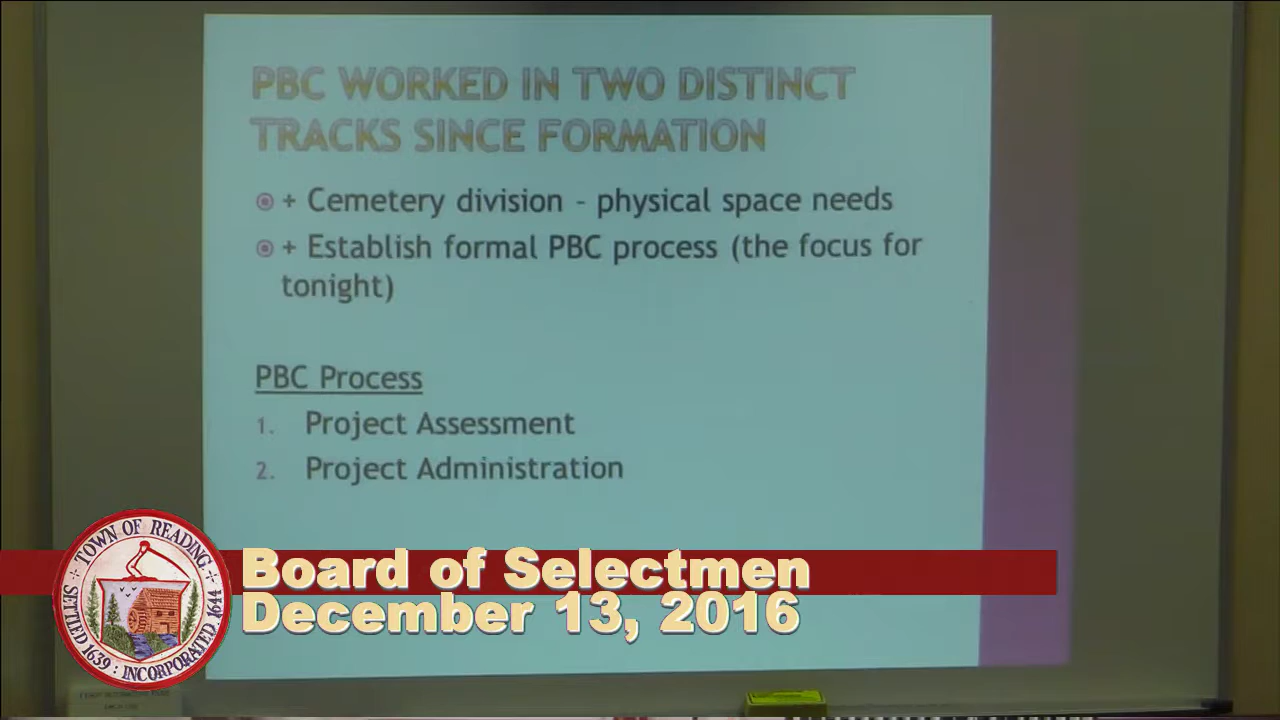 PBC WORKED IN TWO DISTINCT
TRACKS SINCE FORMATION
+ Cemetery division - physical space needs
+ Establish formal PBC process (the focus for
tonight)
PBC Process
1. Project Assessment
2. Project Administration
TOWN OF READING
SETTLED 1639 : INCORPORATED 1644
Board of Selectmen
December 13, 2016